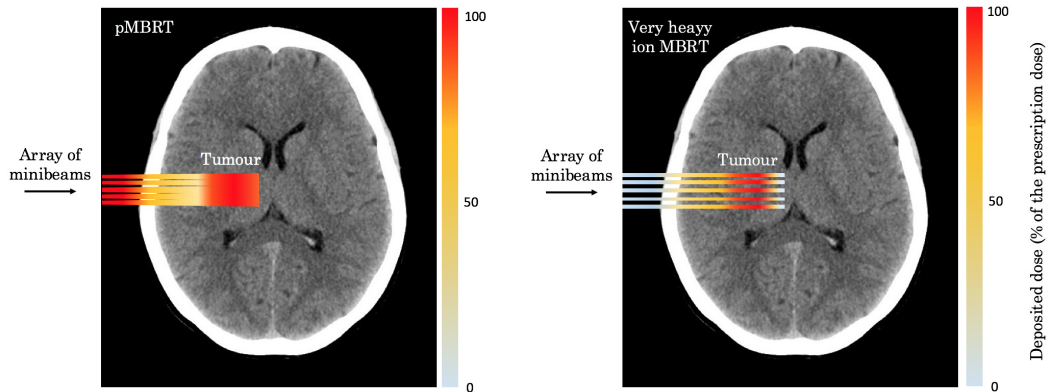 pMBRT
Array of
minibeams
Tumour
100
50
0
Very heayy
ion MBRT
Array of
minibeams
Tumour
100
50
0
Deposited dose (% of the prescription dose)